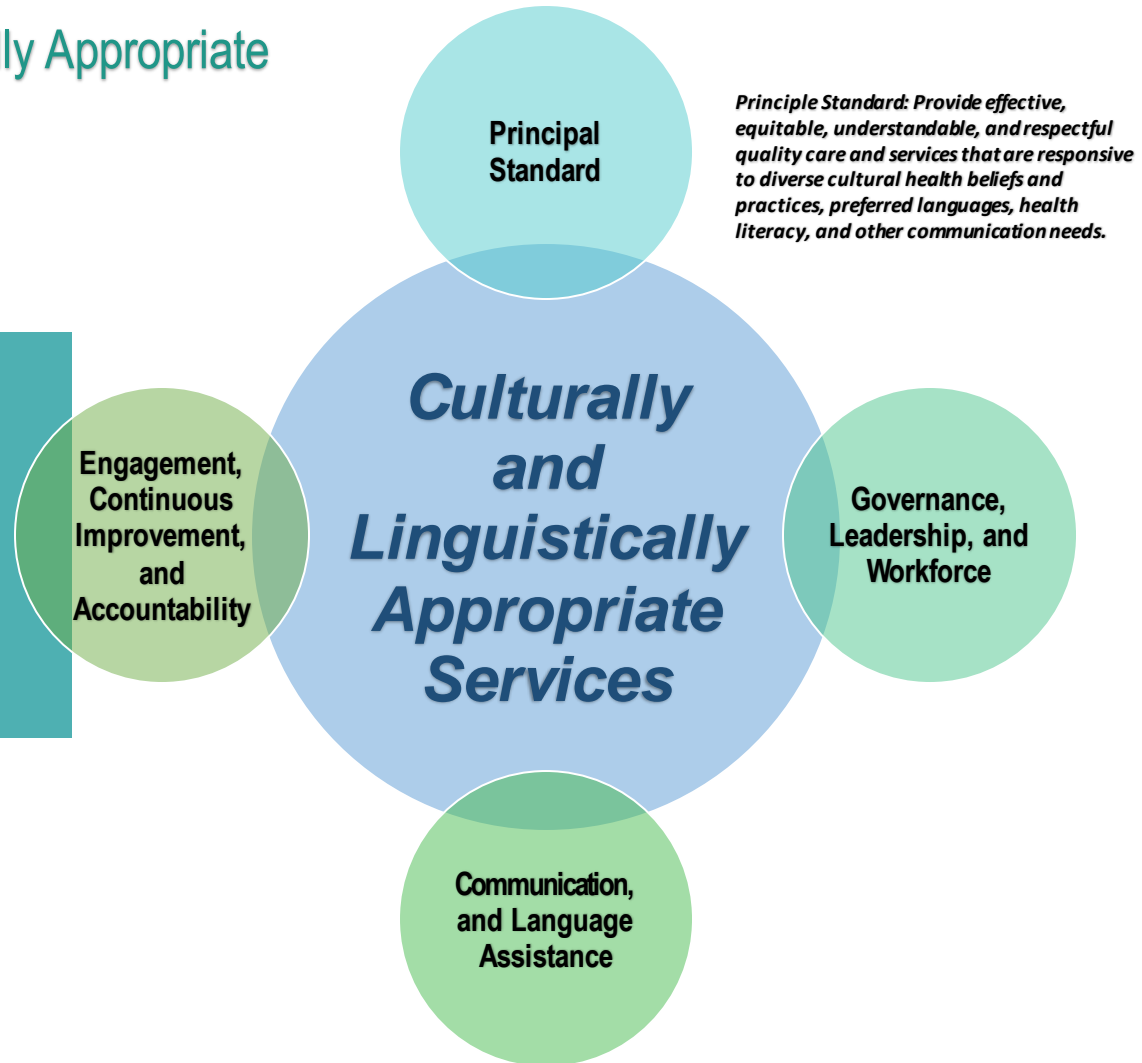 lly Appropriate
Principal
Standard
Principle Standard: Provide effective,
equitable, understandable, and respectful
quality care and services that are responsive
to diverse cultural health beliefs and
practices, preferred languages, health
literacy, and other communication needs.
Culturally
and
Linguistically
Appropriate
Services
Engagement,
Continuous
Improvement,
and
Accountability
Governance,
Leadership, and
Workforce
Communication,
and Language
Assistance